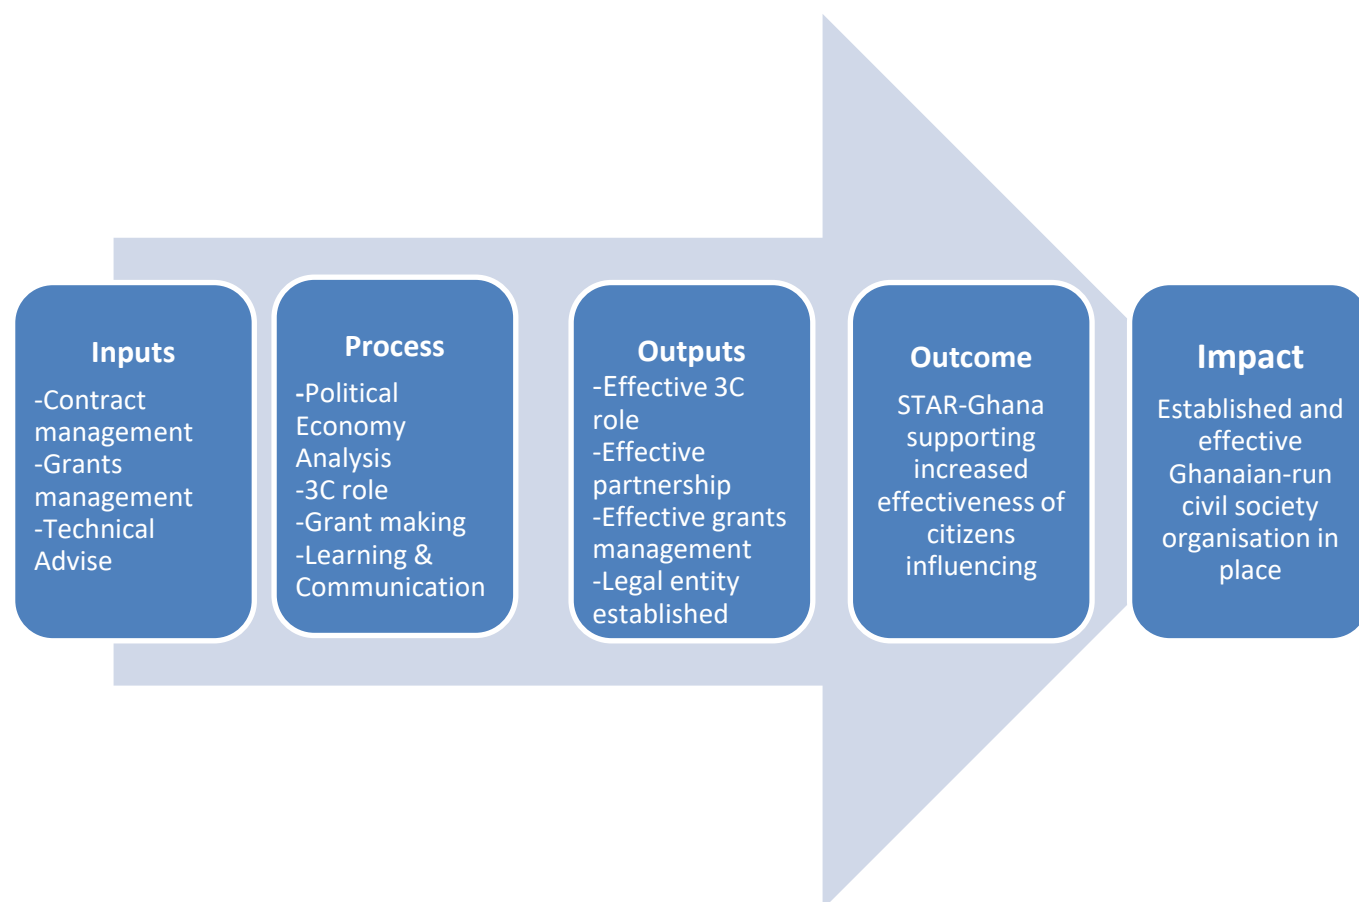 Inputs
-Contract
management
-Grants
management
-Technical
Advise
Process
-Political
Economy
Analysis
-3C role
-Grant making
-Learning &
Communication
Outputs
-Effective 3C
role
-Effective
partnership
-Effective grants
management
-Legal entity
established
Outcome
STAR-Ghana
supporting
increased
effectiveness of
citizens
influencing
Impact
Established and
effective
Ghanaian-run
civil society
organisation in
place